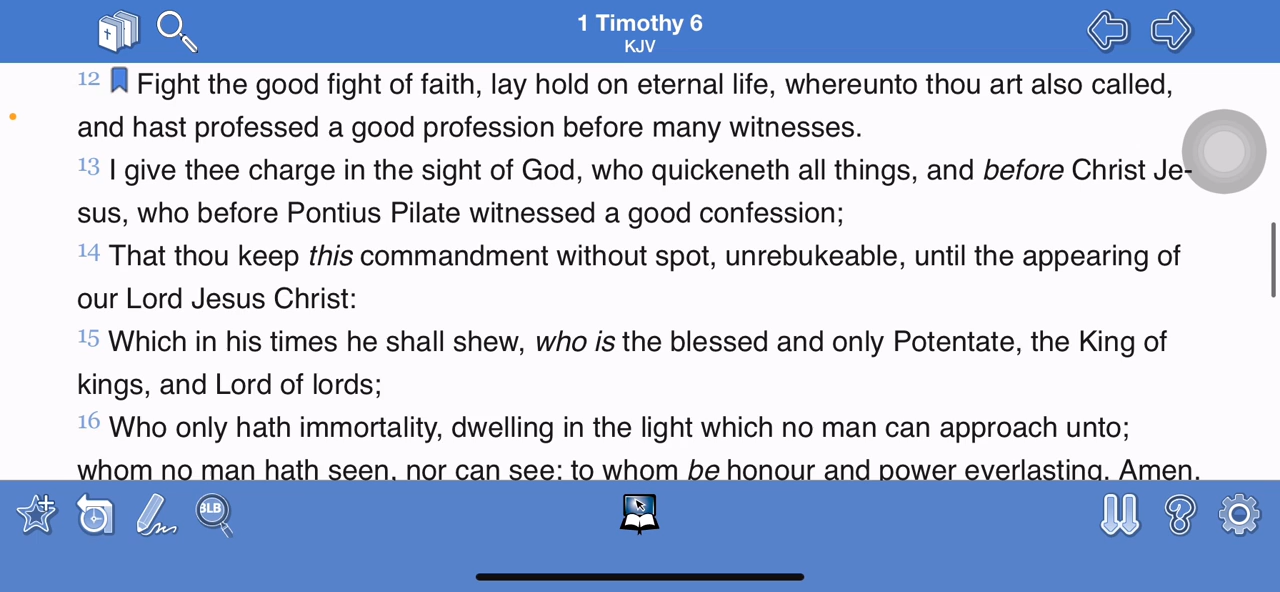 1 Timothy 6
KJV
12 Fight the good fight of faith, lay hold on eternal life, whereunto thou art also called,
and hast professed a good profession before many witnesses.
13 I give thee charge in the sight of God, who quickeneth all things, and before Christ Je-
sus, who before Pontius Pilate witnessed a good confession;
14 That thou keep this commandment without spot, unrebukeable, until the appearing of
our Lord Jesus Christ:
15 Which in his times he shall shew, who is the blessed and only Potentate, the King of
kings, and Lord of lords;
16 Who only hath immortality, dwelling in the light which no man can approach unto;
whom no man hath seen, nor can see: to whom be honour and power everlasting. Amen.
BLB